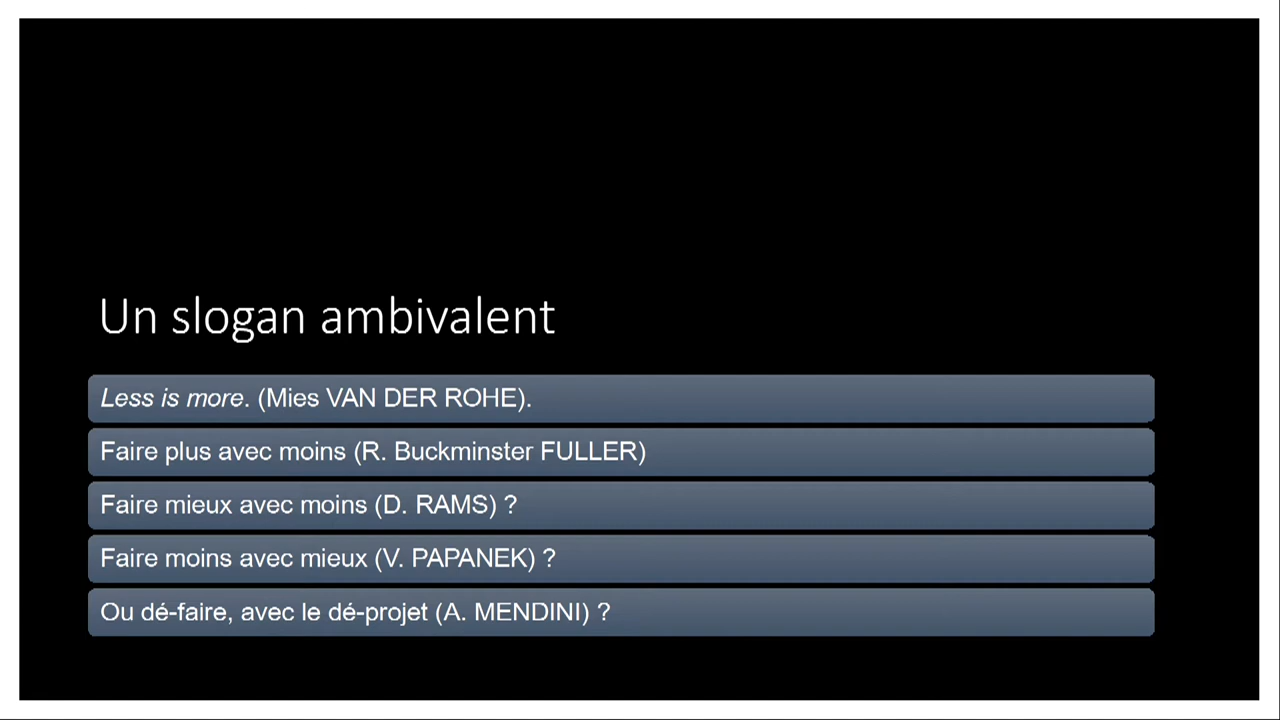 Un slogan ambivalent
Less is more. (Mies VAN DER ROHE).
Faire plus avec moins (R. Buckminster FULLER)
Faire mieux avec moins (D. RAMS) ?
Faire moins avec mieux (V. PAPANEK) ?
Ou dé-faire, avec le dé-projet (A. MENDINI) ?